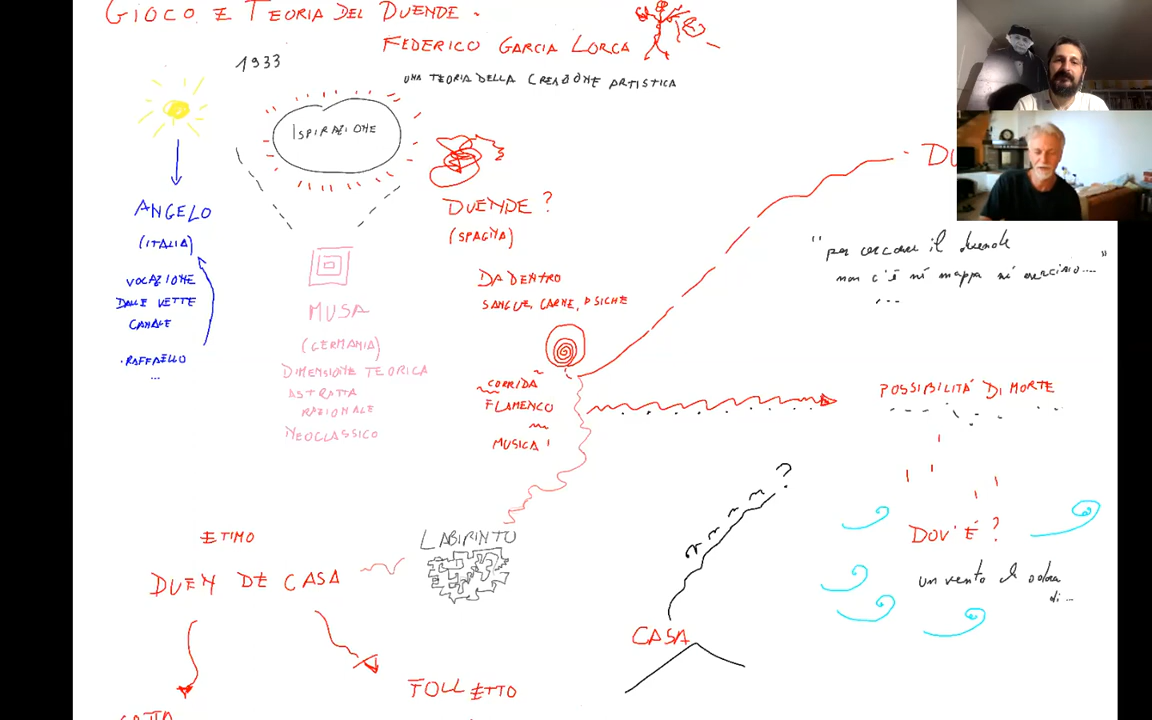 GIOCO E TEORIA DEL DUENDE.
FEDERICO GARCIA LORCA
1933
UNA TEORIA DELLA CREAZIONE ARTISTICA
ISPIRAZIONE
ANGELO
(ITALIA)
VOCAZIONE
DALLE VETTE
CANALE
·RAFFAELLO
...
MUSA
(GERMANIA)
DIMENSIONE TEORICA
ASTRATTA
RAZIONALE
NEOCLASSICO
DUENDE ?
(SPAGNA)
DA DENTRO
SANGUE, CARNE, PSICHE
CORRIDA
FLAMENCO
MUSICA
"per cercare il duende
non c'è né mappa né esercizio...."
...
POSSIBILITÀ DI MORTE
DOV'È ?
un vento di odora
di ...
ETIMO
DUEN DE CASA
LABIRINTO
?
CASA
FOLLETTO